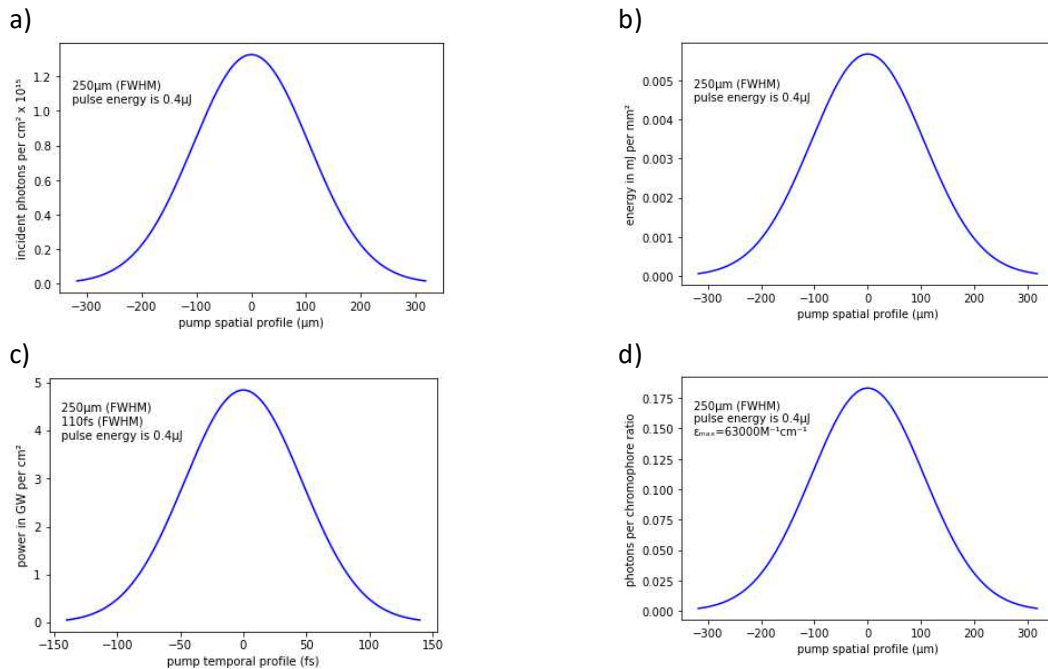 a)
incident photons per cm² x 10¹⁵
1.2
1.0
0.8
0.6
0.4
0.2
0.0
250µm (FWHM)
pulse energy is 0.4µJ
−300 −200 −100 0 100 200 300
pump spatial profile (µm)
b)
energy in mJ per mm²
0.005
0.004
0.003
0.002
0.001
0.000
250µm (FWHM)
pulse energy is 0.4µJ
−300 −200 −100 0 100 200 300
pump spatial profile (µm)
c)
power in GW per cm²
5
4
3
2
1
0
250µm (FWHM)
110fs (FWHM)
pulse energy is 0.4µJ
−150 −100 −50 0 50 100 150
pump temporal profile (fs)
d)
photons per chromophore ratio
0.175
0.150
0.125
0.100
0.075
0.050
0.025
0.000
250µm (FWHM)
pulse energy is 0.4µJ
εₘₐₓ=63000M⁻¹cm⁻¹
−300 −200 −100 0 100 200 300
pump spatial profile (µm)